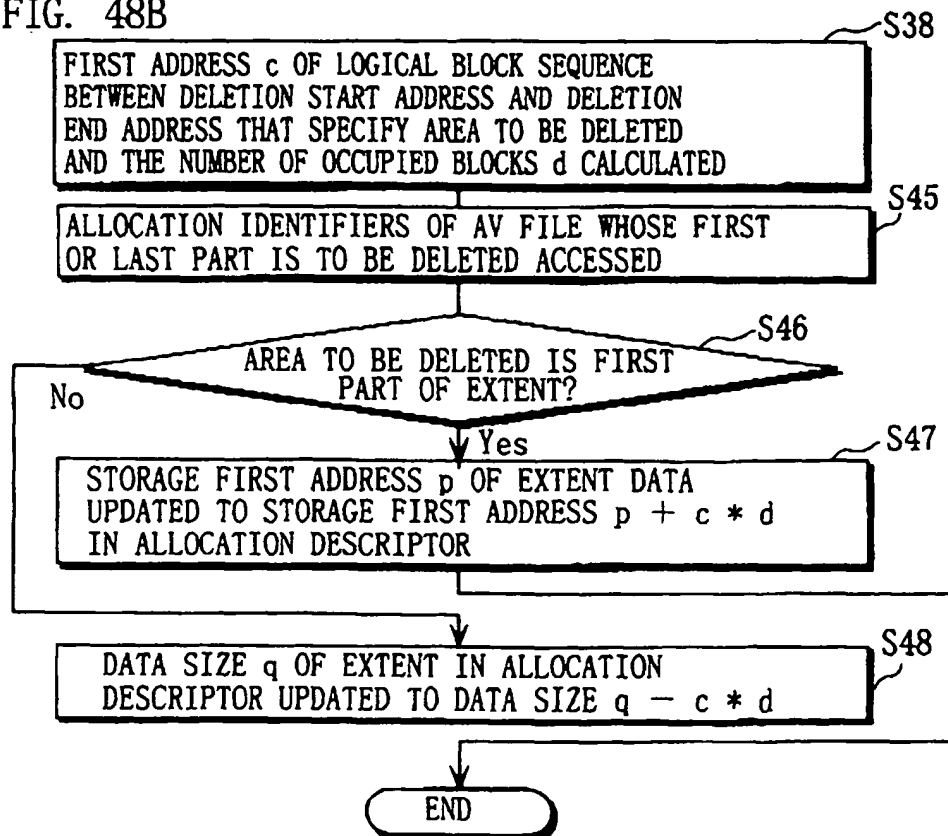 FIG. 48B
S38
FIRST ADDRESS c OF LOGICAL BLOCK SEQUENCE
BETWEEN DELETION START ADDRESS AND DELETION
END ADDRESS THAT SPECIFY AREA TO BE DELETED
AND THE NUMBER OF OCCUPIED BLOCKS d CALCULATED
S45
ALLOCATION IDENTIFIERS OF AV FILE WHOSE FIRST
OR LAST PART IS TO BE DELETED ACCESSED
S46
AREA TO BE DELETED IS FIRST
PART OF EXTENT?
No
Yes
S47
STORAGE FIRST ADDRESS p OF EXTENT DATA
UPDATED TO STORAGE FIRST ADDRESS p + c * d
IN ALLOCATION DESCRIPTOR
S48
DATA SIZE q OF EXTENT IN ALLOCATION
DESCRIPTOR UPDATED TO DATA SIZE q — c * d
END